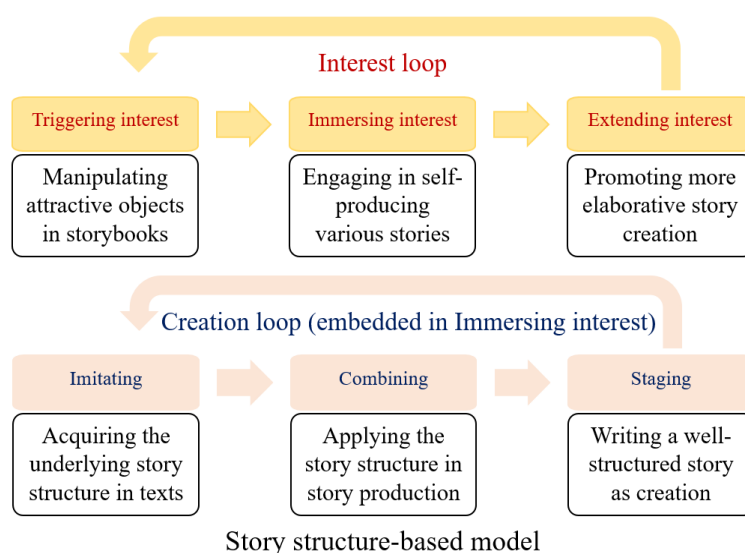 Interest loop
Triggering interest
Immersing interest
Extending interest
Manipulating
attractive objects
in storybooks
Engaging in self-
producing
various stories
Promoting more
elaborative story
creation
Creation loop (embedded in Immersing interest)
Imitating
Combining
Staging
Acquiring the
underlying story
structure in texts
Applying the
story structure in
story production
Writing a well-
structured story
as creation
Story structure-based model